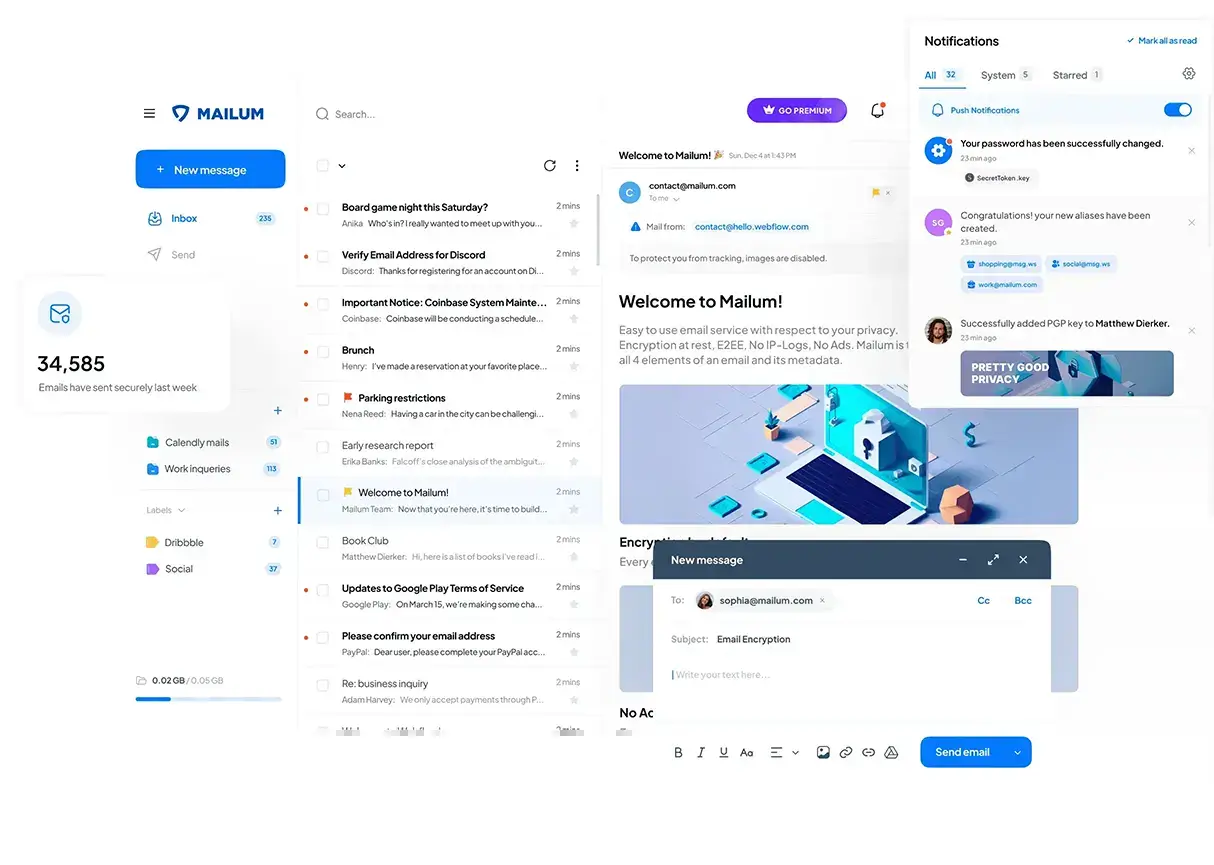 MAILUM
New message
Inbox 235
Send
34,585
Emails have sent securely last week
Calendly mails 51
Work inqueries 113
Labels
Dribbble 7
Social 37
0.02 GB / 0.05 GB
Search...
GO PREMIUM
Board game night this Saturday? 2 mins
Anika Who's in? I really wanted to meet up with you...
Verify Email Address for Discord 2 mins
Discord: Thanks for registering for an account on Di...
Important Notice: Coinbase System Mainte... 2 mins
Coinbase: Coinbase will be conducting a schedule...
Brunch 2 mins
Henry: I've made a reservation at your favorite place...
Parking restrictions 2 mins
Nena Reed: Having a car in the city can be challengi...
Early research report 2 mins
Erika Banks: Falcoff's close analysis of the ambiguit...
Welcome to Mailum! 2 mins
Mailum Team: Now that you're here, it's time to build...
Book Club 2 mins
Matthew Dierker: Hi, here is a list of books I've read i...
Updates to Google Play Terms of Service 2 mins
Google Play: On March 15, we're making some cha...
Please confirm your email address 2 mins
PayPal: Dear user, please complete your PayPal acc...
Re: business inquiry 2 mins
Adam Harvey: We only accept payments through P...
Welcome to Mailum! 🎉 Sun, Dec 4 at 1:43 PM
C
contact@mailum.com
To me
Mail from: contact@hello.webflow.com
To protect you from tracking, images are disabled.
Welcome to Mailum!
Easy to use email service with respect to your privacy.
Encryption at rest, E2EE, No IP-Logs, No Ads. Mailum is
all 4 elements of an email and its metadata.
Every
No
New message
To: sophia@mailum.com × Cc Bcc
Subject: Email Encryption
Write your text here...
B I U Aa
Send email
Notifications
Mark all as read
All 32 System 5 Starred 1
Push Notifications
Your password has been successfully changed.
23 min ago
SecretToken .key
SG
Congratulations! your new aliases have been
created.
23 min ago
shopping@msg.ws social@msg.ws
work@mailum.com
Successfully added PGP key to Matthew Dierker.
23 min ago
PRETTY GOOD
PRIVACY